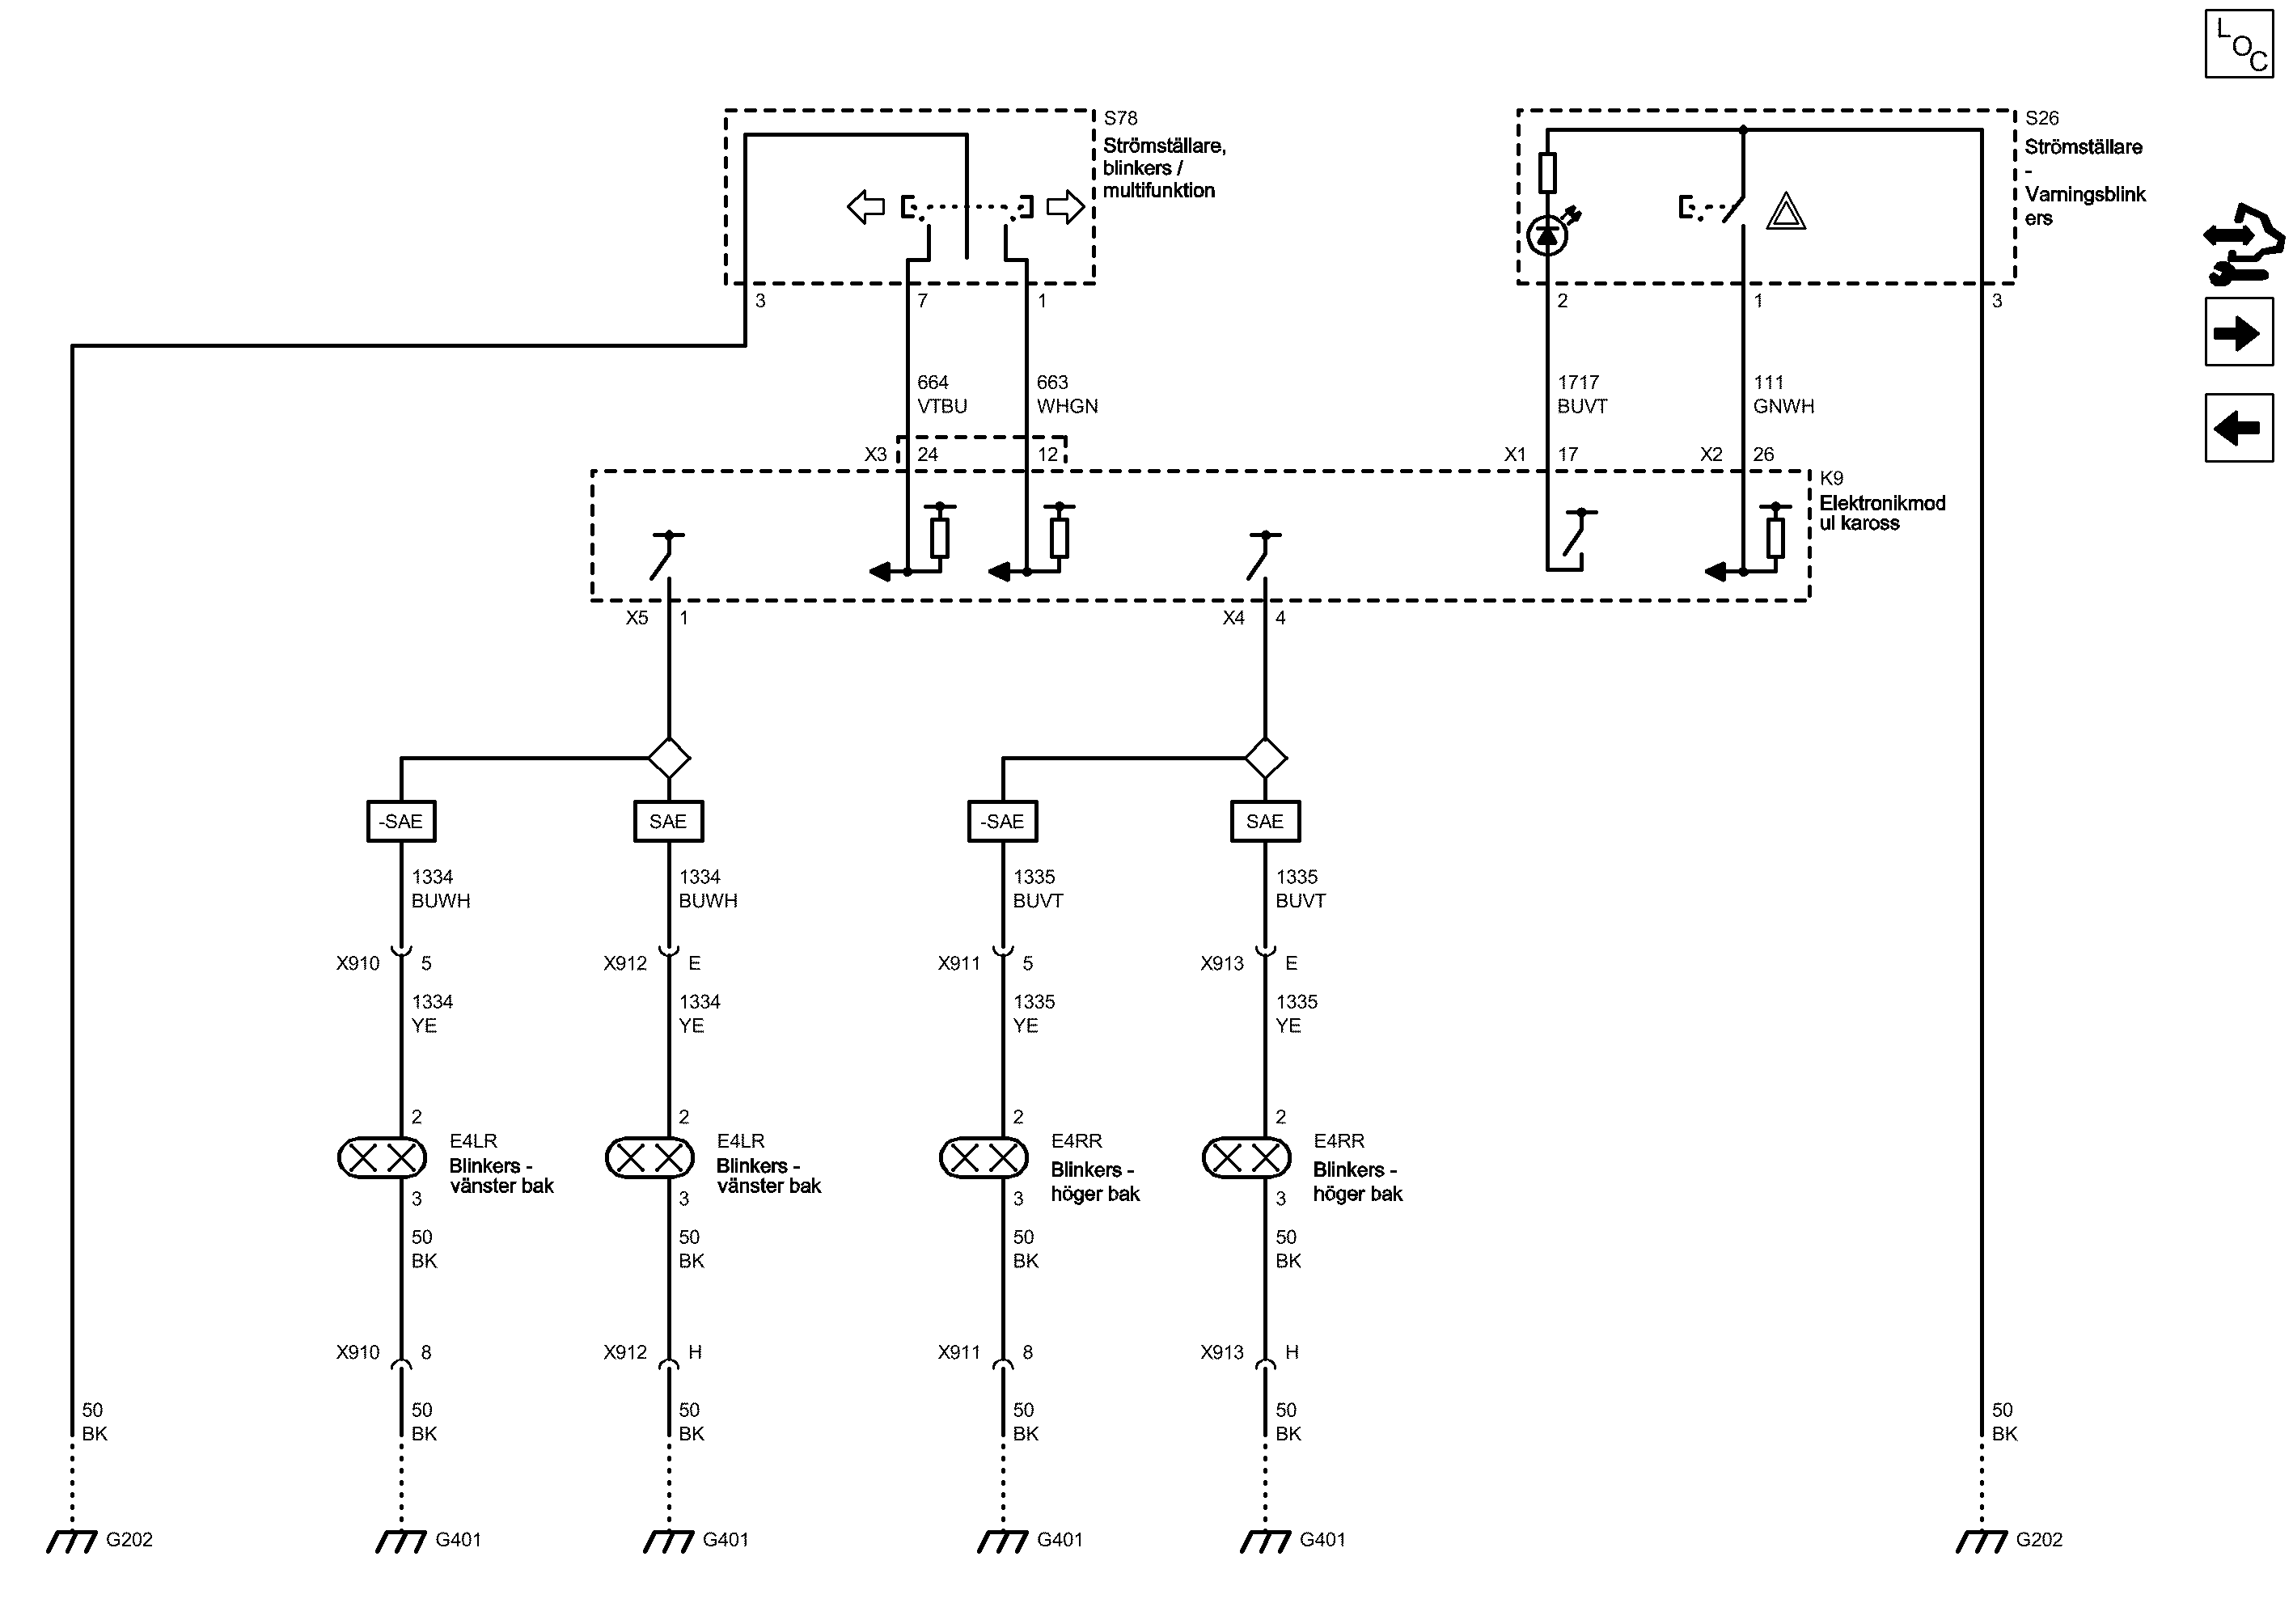 LOC
S78
Strömställare,
blinkers /
multifunktion
S26
Strömställare
-
Varningsblink
ers
3 7 1 2 1 3
664 663 1717 111
VTBU WHGN BUVT GNWH
X3 24 12 X1 17 X2 26
K9
Elektronikmod
ul kaross
X5 1 X4 4
-SAE SAE -SAE SAE
1334 1334 1335 1335
BUWH BUWH BUVT BUVT
X910 5 X912 E X911 5 X913 E
1334 1334 1335 1335
YE YE YE YE
2 2 2 2
E4LR E4LR E4RR E4RR
Blinkers - Blinkers - Blinkers - Blinkers -
vänster bak vänster bak höger bak höger bak
3 3 3 3
50 50 50 50
BK BK BK BK
X910 8 X912 H X911 8 X913 H
50 50 50 50 50 50
BK BK BK BK BK BK
G202 G401 G401 G401 G401 G202